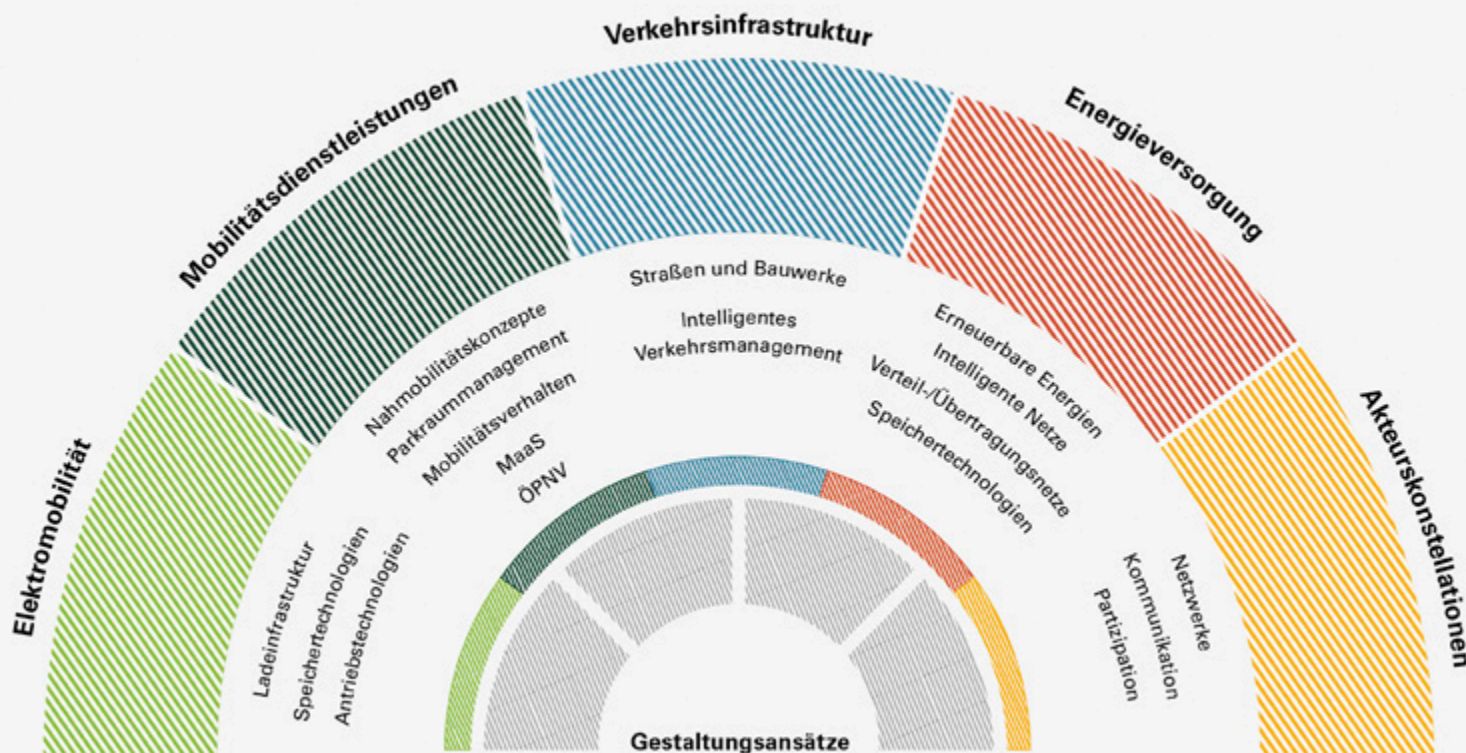 Verkehrsinfrastruktur
Mobilitätsdienstleistungen
Energieversorgung
Elektromobilität
Akteurskonstellationen
Straßen und Bauwerke
Intelligentes
Verkehrsmanagement
Nahmobilitätskonzepte
Parkraummanagement
Mobilitätsverhalten
MaaS
ÖPNV
Erneuerbare Energien
Intelligente Netze
Verteil-/Übertragungsnetze
Speichertechnologien
Ladeinfrastruktur
Speichertechnologien
Antriebstechnologien
Netzwerke
Kommunikation
Partizipation
Gestaltungsansätze